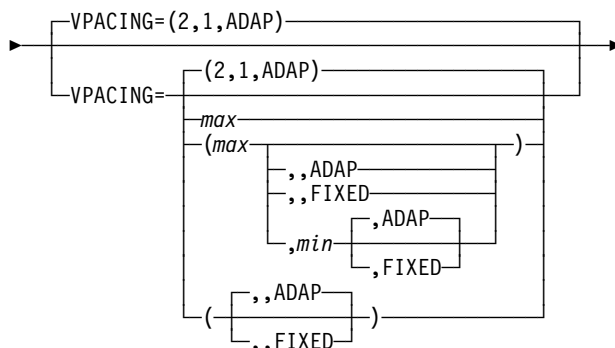 VPACING=(2,1,ADAP)
(2,1,ADAP)
VPACING=
max
(max )
,,ADAP
,,FIXED
,ADAP
,min
,FIXED
,,ADAP
( )
,,FIXED